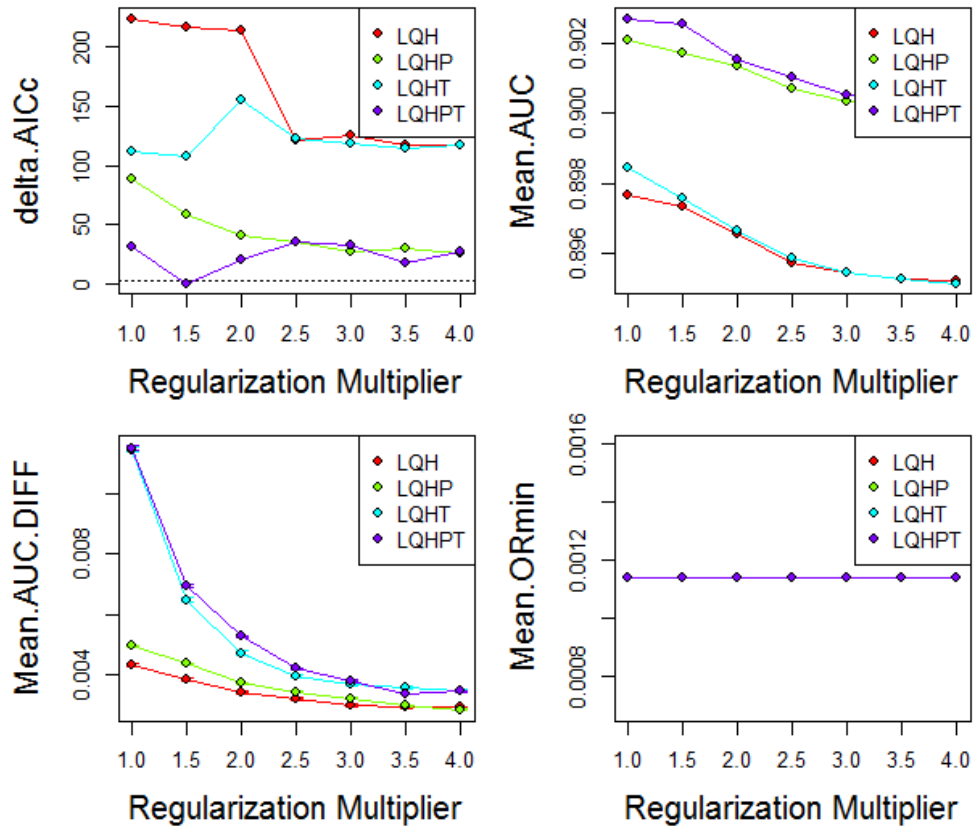 delta.AICc
0 50 100 150 200
LQH
LQHP
LQHT
LQHPT
1.0 1.5 2.0 2.5 3.0 3.5 4.0
Regularization Multiplier
Mean.AUC
0.896 0.898 0.900 0.902
LQH
LQHP
LQHT
LQHPT
1.0 1.5 2.0 2.5 3.0 3.5 4.0
Regularization Multiplier
Mean.AUC.DIFF
0.004 0.008
LQH
LQHP
LQHT
LQHPT
1.0 1.5 2.0 2.5 3.0 3.5 4.0
Regularization Multiplier
Mean.ORmin
0.0008 0.0012 0.0016
LQH
LQHP
LQHT
LQHPT
1.0 1.5 2.0 2.5 3.0 3.5 4.0
Regularization Multiplier